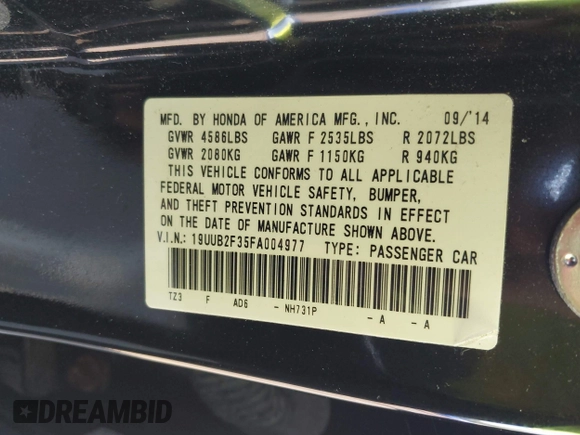 MFD. BY HONDA OF AMERICA MFG., INC. 09/'14
GVWR 4586LBS GAWR F 2535LBS R 2072LBS
GVWR 2080KG GAWR F 1150KG R 940KG
THIS VEHICLE CONFORMS TO ALL APPLICABLE
FEDERAL MOTOR VEHICLE SAFETY, BUMPER,
AND THEFT PREVENTION STANDARDS IN EFFECT
ON THE DATE OF MANUFACTURE SHOWN ABOVE.
V.I.N.: 19UUB2F35FA004977 TYPE: PASSENGER CAR
TZ3 F AD6 - NH731P - A - A
DREAMBID